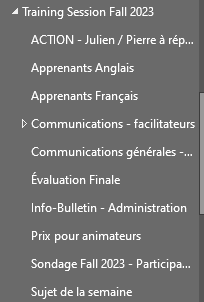 Training Session Fall 2023
ACTION - Julien / Pierre à rép...
Apprenants Anglais
Apprenants Français
Communications - facilitateurs
Communications générales -...
Évaluation Finale
Info-Bulletin - Administration
Prix pour animateurs
Sondage Fall 2023 - Participa...
Sujet de la semaine